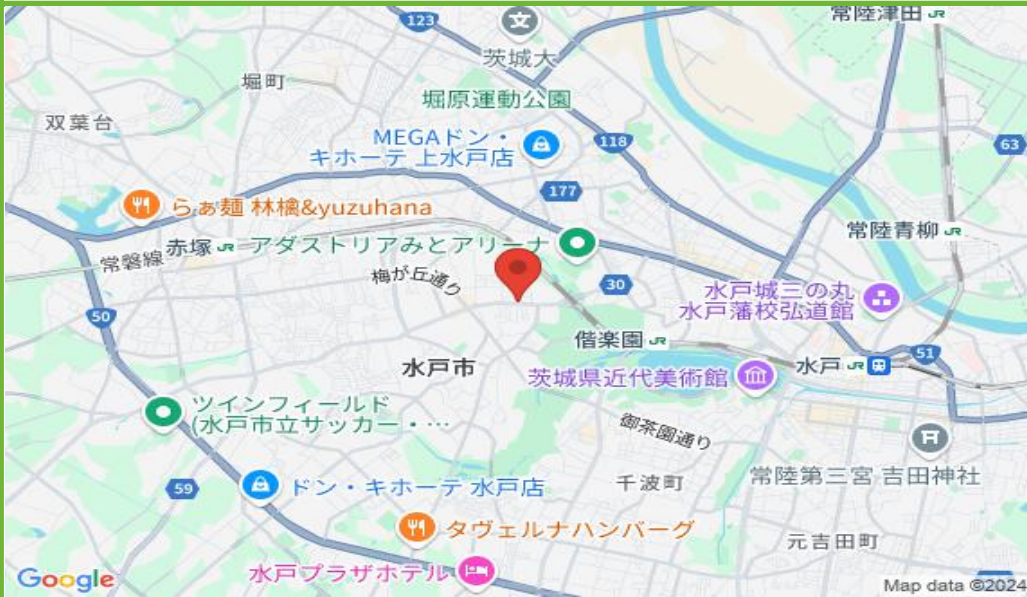 123
常陸津田
茨城大
堀町
堀原運動公園
双葉台
MEGAドン・
キホーテ 上水戸店
118
63
177
らぁ麺 林檎&yuzuhana
常陸青柳
赤塚
アダストリアみとアリーナ
常磐線
梅が丘通り
30
水戸城三の丸
水戸藩校弘道館
50
偕楽園
51
水戸市
茨城県近代美術館
水戸
ツインフィールド
(水戸市立サッカー・…
御茶園通り
59
ドン・キホーテ 水戸店
千波町
常陸第三宮 吉田神社
タヴェルナハンバーグ
元吉田町
水戸プラザホテル
Google
Map data ©2024